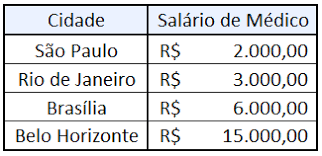 Cidade Salário de Médico
São Paulo R$ 2.000,00
Rio de Janeiro R$ 3.000,00
Brasília R$ 6.000,00
Belo Horizonte R$ 15.000,00